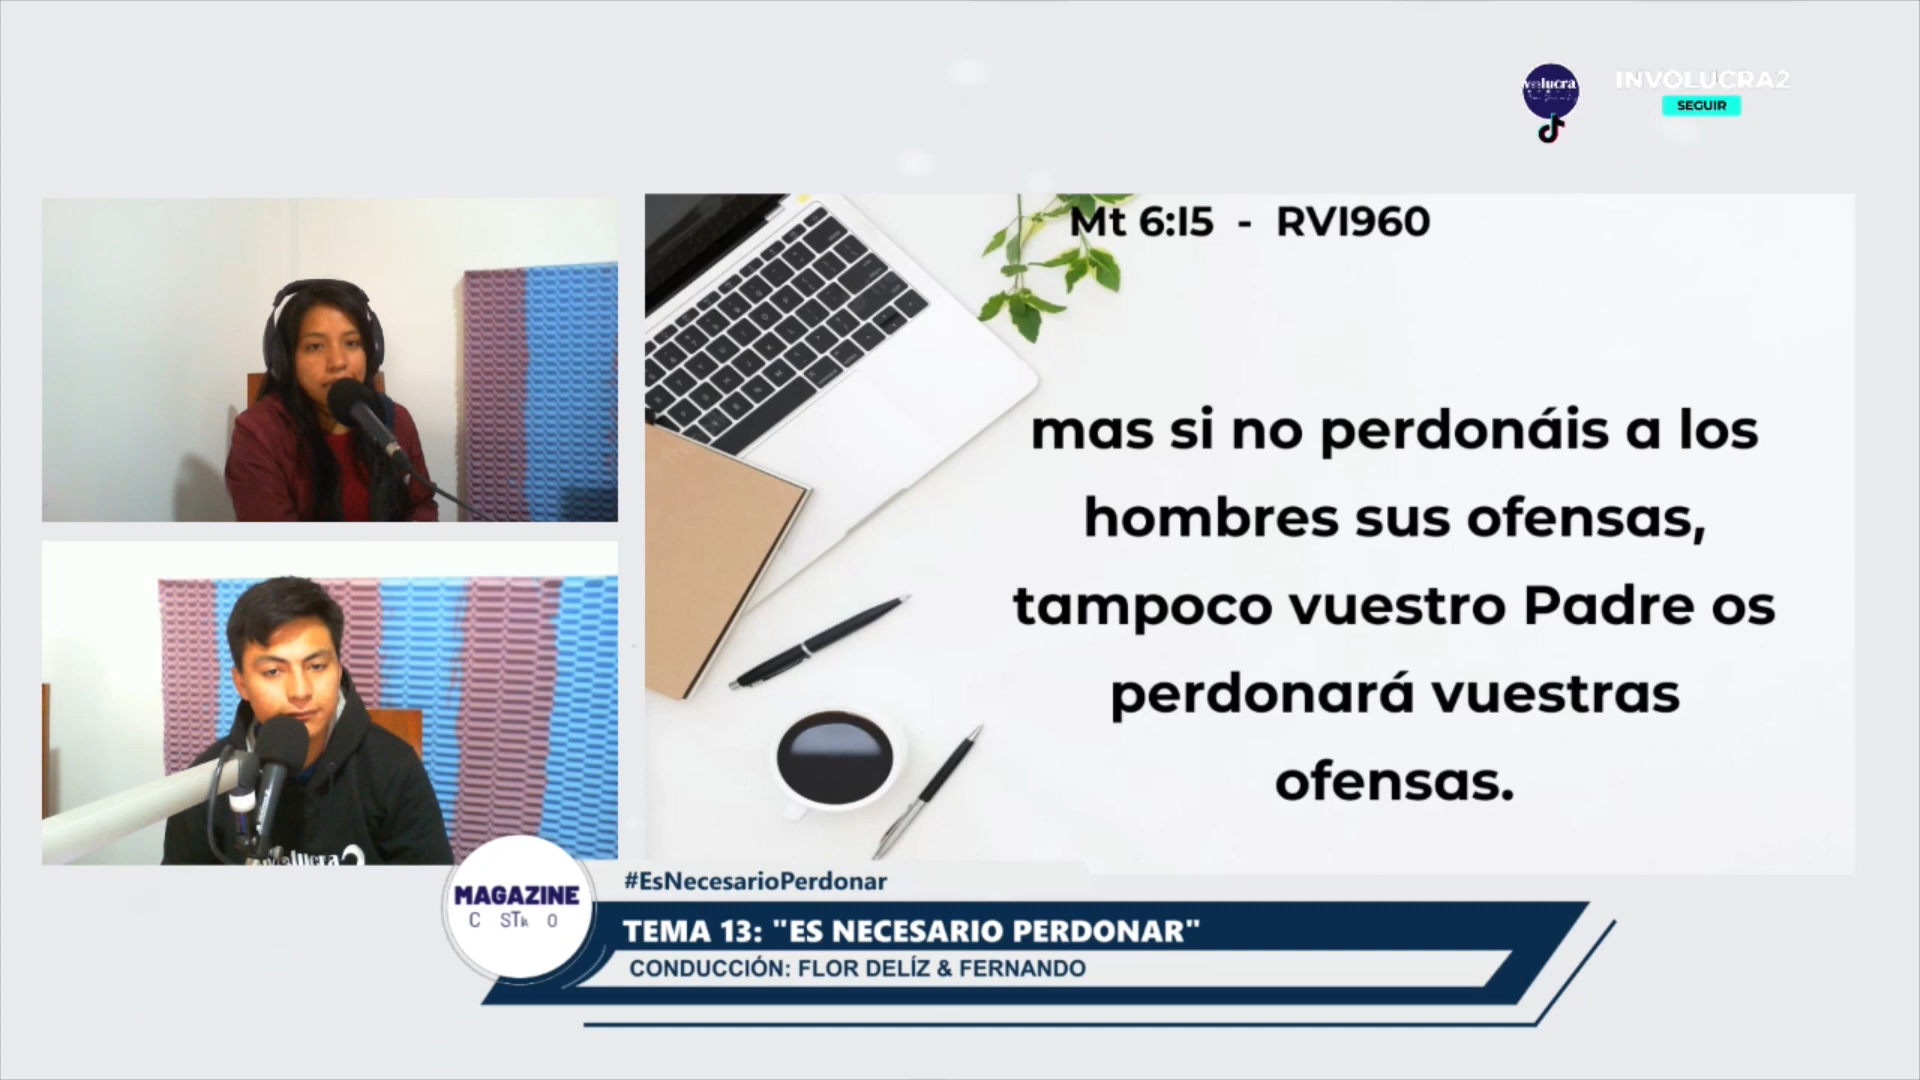 INVOLUCRA2
SEGUIR
Mt 6:15 - RV1960
mas si no perdonáis a los
hombres sus ofensas,
tampoco vuestro Padre os
perdonará vuestras
ofensas.
#EsNecesarioPerdonar
MAGAZINE
TEMA 13: "ES NECESARIO PERDONAR"
CONDUCCIÓN: FLOR DELÍZ & FERNANDO